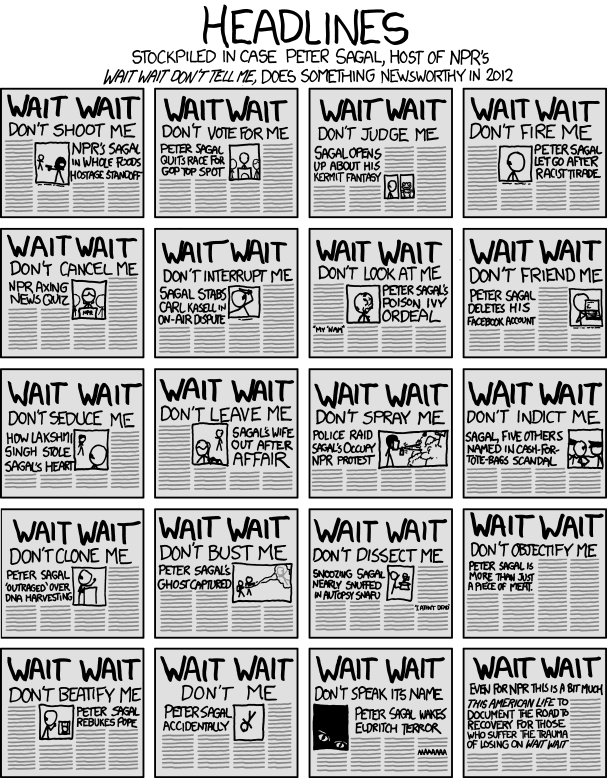 HEADLINES
STOCKPILED IN CASE PETER SAGAL, HOST OF NPR'S
WAIT WAIT DON'T TELL ME, DOES SOMETHING NEWSWORTHY IN 2012
WAIT WAIT
DON'T SHOOT ME
NPR'S SAGAL
IN WHOLE FOODS
HOSTAGE STANDOFF
WAIT WAIT
DON'T VOTE FOR ME
PETER SAGAL
QUITS RACE FOR
GOP TOP SPOT
WAIT WAIT
DON'T JUDGE ME
SAGAL OPENS
UP ABOUT HIS
KERMIT FANTASY
WAIT WAIT
DON'T FIRE ME
PETER SAGAL
LET GO AFTER
RACIST TIRADE
WAIT WAIT
DON'T CANCEL ME
NPR AXING
NEWS QUIZ
NPR
WAIT WAIT
DON'T INTERRUPT ME
SAGAL STABS
CARL KASELL IN
ON-AIR DISPUTE
WAIT WAIT
DON'T LOOK AT ME
PETER SAGAL'S
POISON IVY
ORDEAL
"MY 'NAM"
WAIT WAIT
DON'T FRIEND ME
PETER SAGAL
DELETES HIS
FACEBOOK ACCOUNT
WAIT WAIT
DON'T SEDUCE ME
HOW LAKSHMI
SINGH STOLE
SAGAL'S HEART
WAIT WAIT
DON'T LEAVE ME
SAGAL'S WIFE
OUT AFTER
AFFAIR
WAIT WAIT
DON'T SPRAY ME
POLICE RAID
SAGAL'S OCCUPY
NPR PROTEST
WAIT WAIT
DON'T INDICT ME
SAGAL, FIVE OTHERS
NAMED IN CASH-FOR-
TOTE-BAGS SCANDAL
WAIT WAIT
DON'T CLONE ME
PETER SAGAL
'OUTRAGED' OVER
DNA HARVESTING
WAIT WAIT
DON'T BUST ME
PETER SAGAL'S
GHOST CAPTURED
WAIT WAIT
DON'T DISSECT ME
SNOOZING SAGAL
NEARLY SNUFFED
IN AUTOPSY SNAFU
"I ATEN'T DEAD"
WAIT WAIT
DON'T OBJECTIFY ME
PETER SAGAL IS
MORE THAN JUST
A PIECE OF MEAT.
WAIT WAIT
DON'T BEATIFY ME
PETER SAGAL
REBUKES POPE
WAIT WAIT
DON'T ME
PETER SAGAL
ACCIDENTALLY
WAIT WAIT
DON'T SPEAK ITS NAME
PETER SAGAL WAKES
ELDRITCH TERROR
WAIT WAIT
EVEN FOR NPR THIS IS A BIT MUCH
THIS AMERICAN LIFE TO
DOCUMENT THE ROAD TO
RECOVERY FOR THOSE
WHO SUFFER THE TRAUMA
OF LOSING ON WAIT WAIT